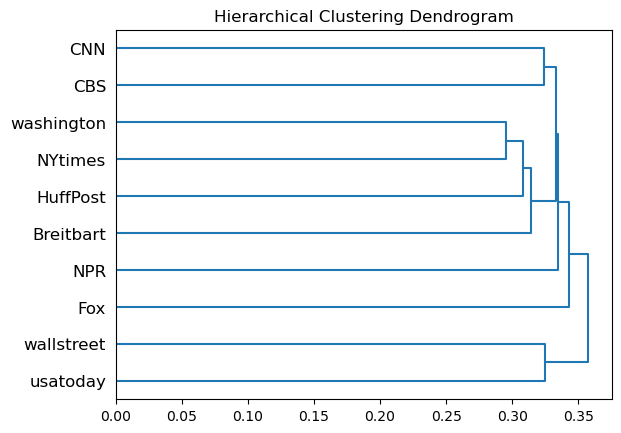 Hierarchical Clustering Dendrogram
CNN
CBS
washington
NYtimes
HuffPost
Breitbart
NPR
Fox
wallstreet
usatoday
0.00 0.05 0.10 0.15 0.20 0.25 0.30 0.35